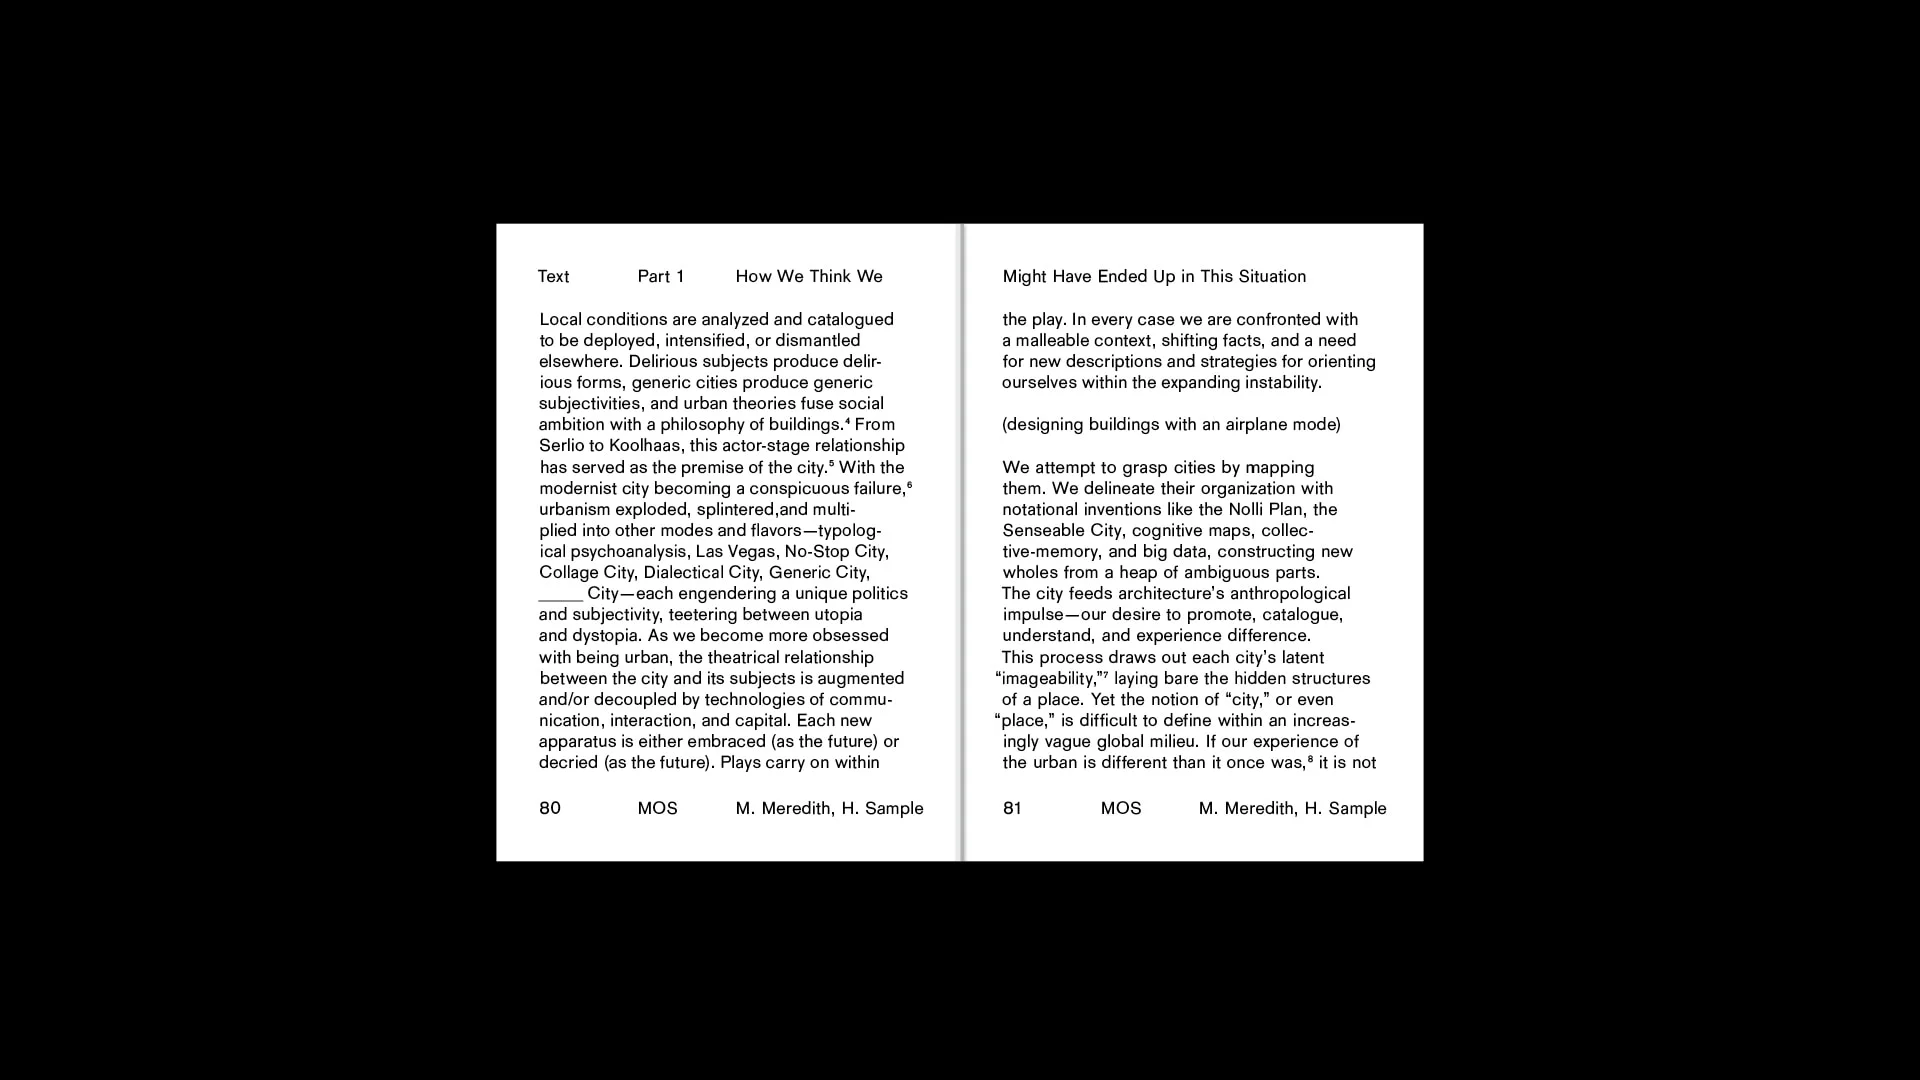 Text Part 1 How We Think We
Local conditions are analyzed and catalogued
to be deployed, intensified, or dismantled
elsewhere. Delirious subjects produce delir-
ious forms, generic cities produce generic
subjectivities, and urban theories fuse social
ambition with a philosophy of buildings.⁴ From
Serlio to Koolhaas, this actor-stage relationship
has served as the premise of the city.⁵ With the
modernist city becoming a conspicuous failure,⁶
urbanism exploded, splintered,and multi-
plied into other modes and flavors—typolog-
ical psychoanalysis, Las Vegas, No-Stop City,
Collage City, Dialectical City, Generic City,
_____ City—each engendering a unique politics
and subjectivity, teetering between utopia
and dystopia. As we become more obsessed
with being urban, the theatrical relationship
between the city and its subjects is augmented
and/or decoupled by technologies of commu-
nication, interaction, and capital. Each new
apparatus is either embraced (as the future) or
decried (as the future). Plays carry on within
80 MOS M. Meredith, H. Sample
Might Have Ended Up in This Situation
the play. In every case we are confronted with
a malleable context, shifting facts, and a need
for new descriptions and strategies for orienting
ourselves within the expanding instability.
(designing buildings with an airplane mode)
We attempt to grasp cities by mapping
them. We delineate their organization with
notational inventions like the Nolli Plan, the
Senseable City, cognitive maps, collec-
tive-memory, and big data, constructing new
wholes from a heap of ambiguous parts.
The city feeds architecture's anthropological
impulse—our desire to promote, catalogue,
understand, and experience difference.
This process draws out each city's latent
“imageability,”⁷ laying bare the hidden structures
of a place. Yet the notion of “city,” or even
“place,” is difficult to define within an increas-
ingly vague global milieu. If our experience of
the urban is different than it once was,⁸ it is not
81 MOS M. Meredith, H. Sample